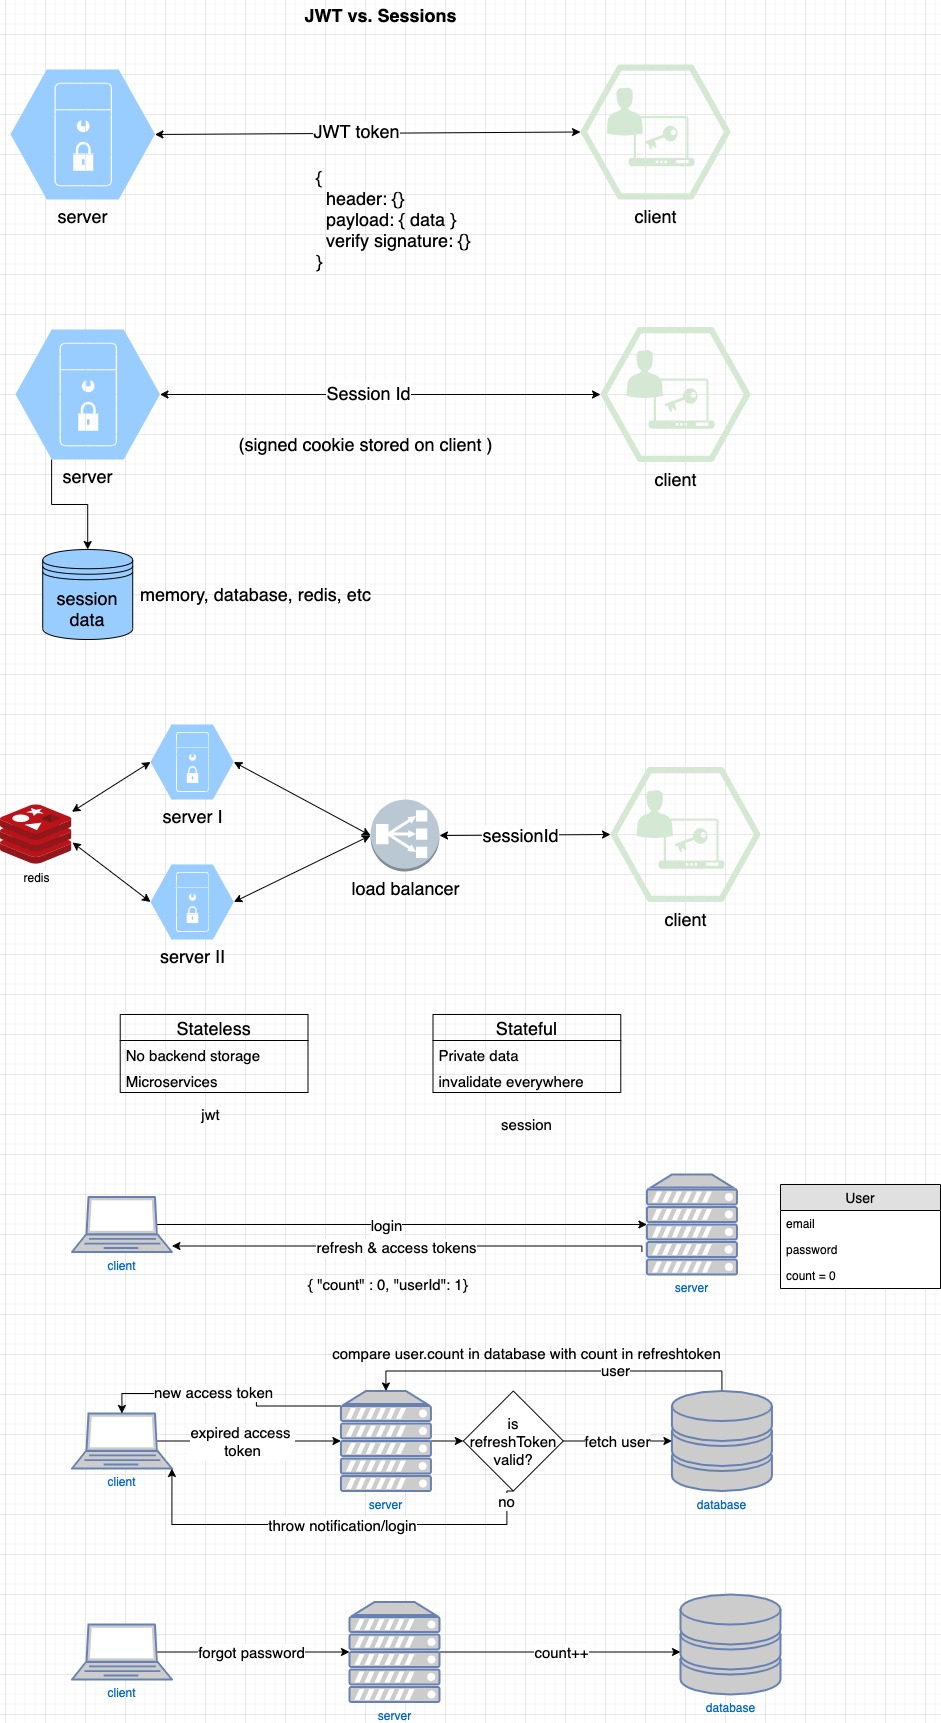 JWT vs. Sessions
JWT token
{
header: {}
payload: { data }
verify signature: {}
}
server
client
Session Id
(signed cookie stored on client )
server
client
session
data
memory, database, redis, etc
server I
sessionId
redis
load balancer
client
server II
Stateless
No backend storage
Microservices
jwt
Stateful
Private data
invalidate everywhere
session
login
refresh & access tokens
{ "count" : 0, "userId": 1}
client
server
User
email
password
count = 0
compare user.count in database with count in refreshtoken
user
new access token
expired access
token
is
refreshToken
valid?
fetch user
client
server
no
database
throw notification/login
forgot password
count++
client
server
database